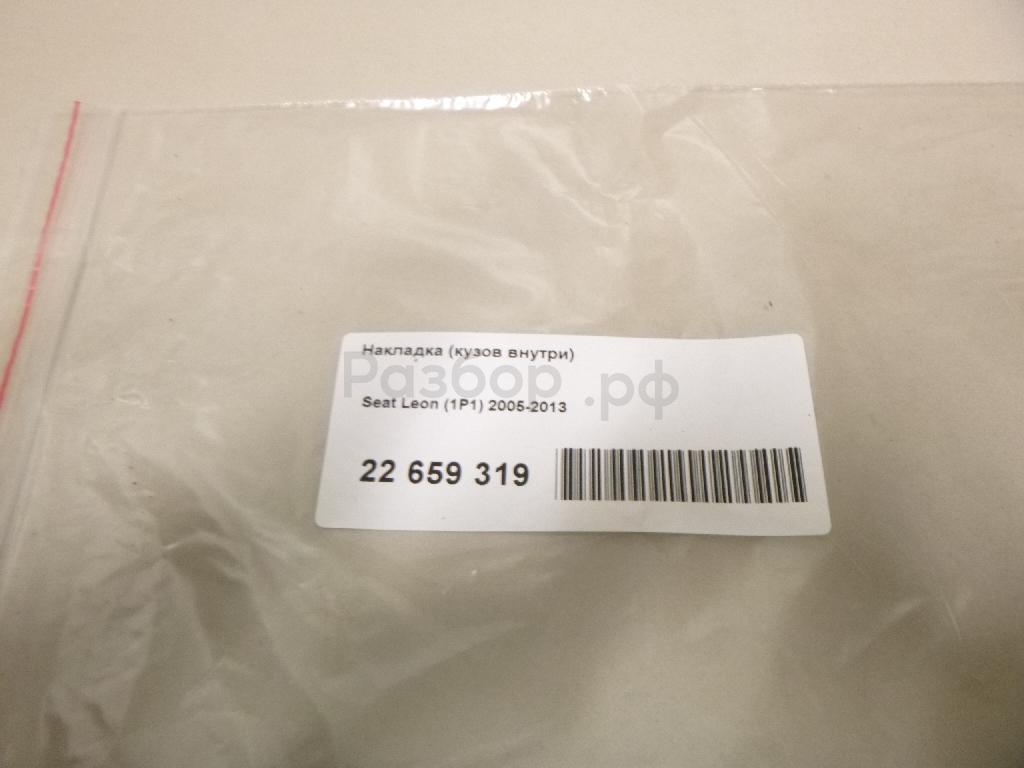 Накладка (кузов внутри)
Разбор.рф
Seat Leon (1P1) 2005-2013
22 659 319